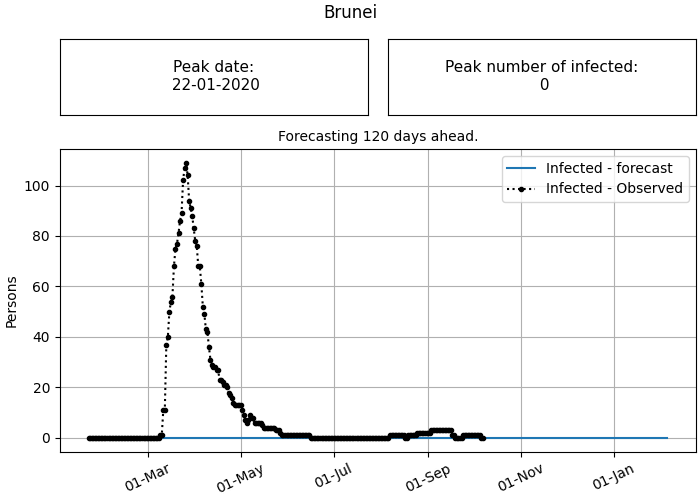 Brunei
Peak date:
22-01-2020
Peak number of infected:
0
Forecasting 120 days ahead.
Infected - forecast
Infected - Observed
Persons
100
80
60
40
20
0
01-Mar
01-May
01-Jul
01-Sep
01-Nov
01-Jan